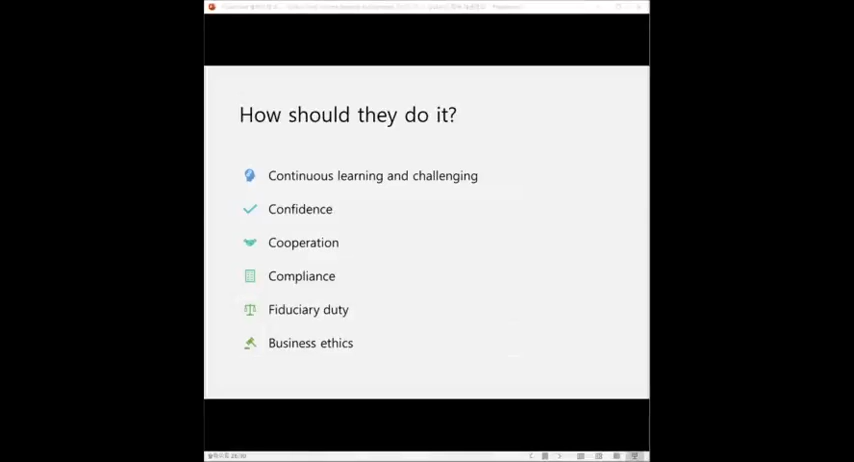 How should they do it?
Continuous learning and challenging
Confidence
Cooperation
Compliance
Fiduciary duty
Business ethics